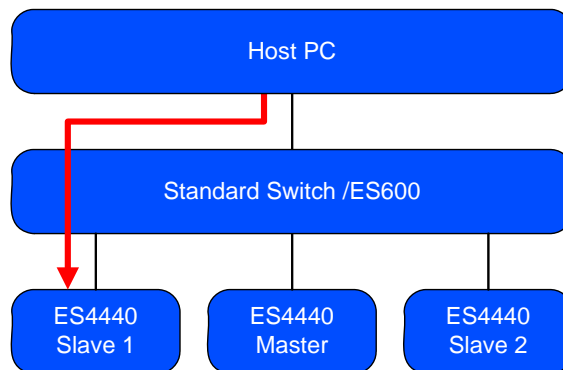 Host PC
Standard Switch /ES600
ES4440
Slave 1
ES4440
Master
ES4440
Slave 2